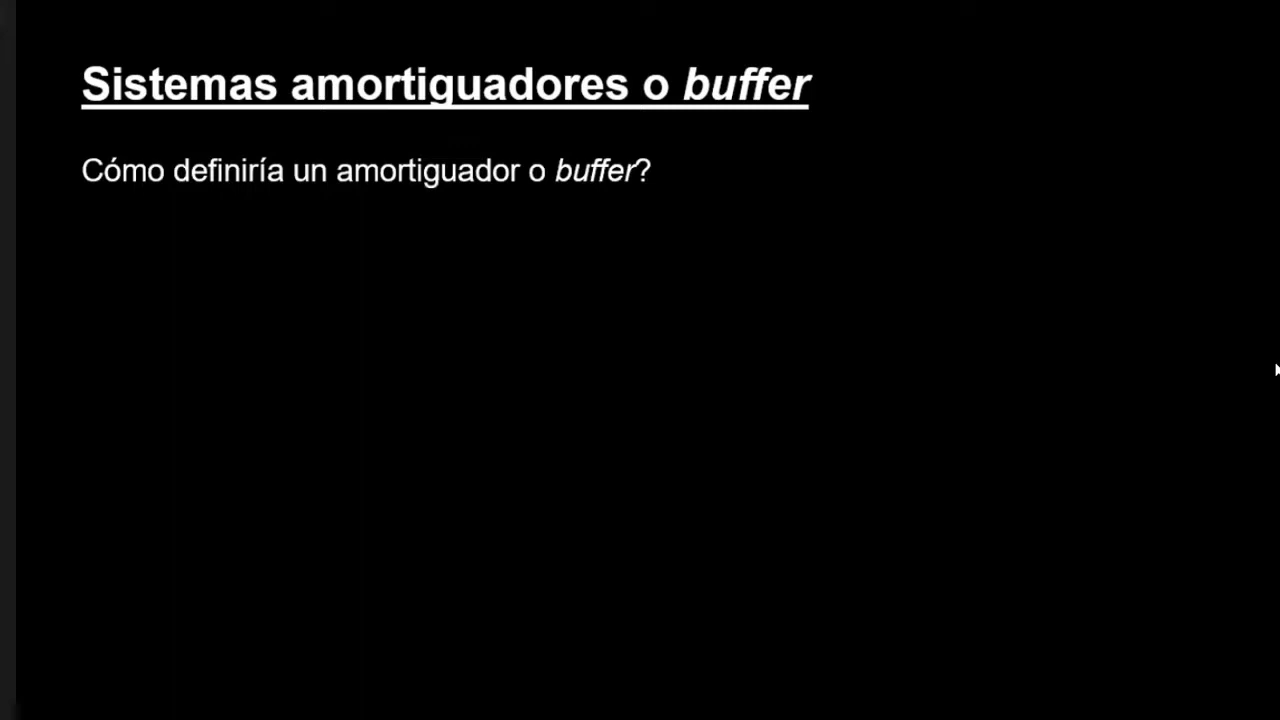 Sistemas amortiguadores o buffer
Cómo definiría un amortiguador o buffer?